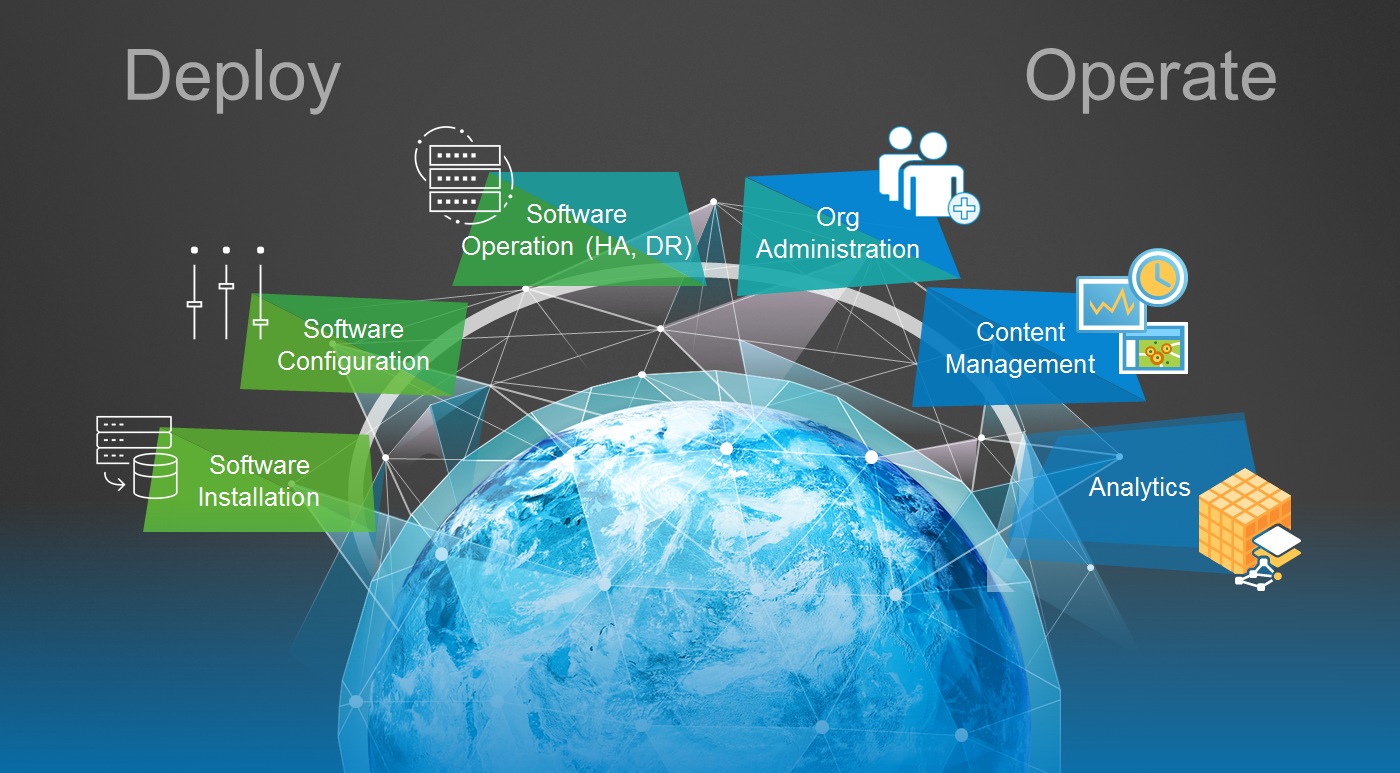 Deploy
Operate
Software
Operation (HA, DR)
Org
Administration
Software
Configuration
Content
Management
Software
Installation
Analytics